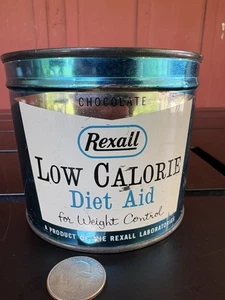 CHOCOLATE
Rexall
LOW CALORIE
Diet Aid
for Weight Control
A PRODUCT OF THE REXALL LABORATORIES